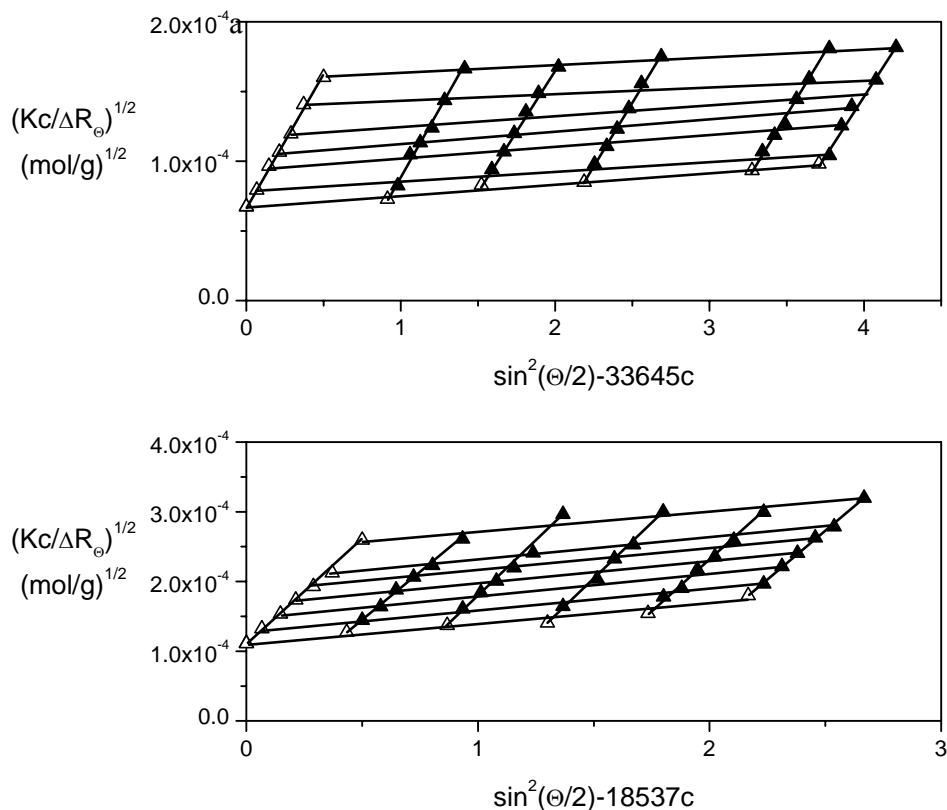 2.0x10⁻⁴a
(Kc/ΔR_Θ)^1/2
(mol/g)^1/2
1.0x10⁻⁴
0.0
0 1 2 3 4
sin²(Θ/2)-33645c
4.0x10⁻⁴
3.0x10⁻⁴
(Kc/ΔR_Θ)^1/2
(mol/g)^1/2
2.0x10⁻⁴
1.0x10⁻⁴
0.0
0 1 2 3
sin²(Θ/2)-18537c